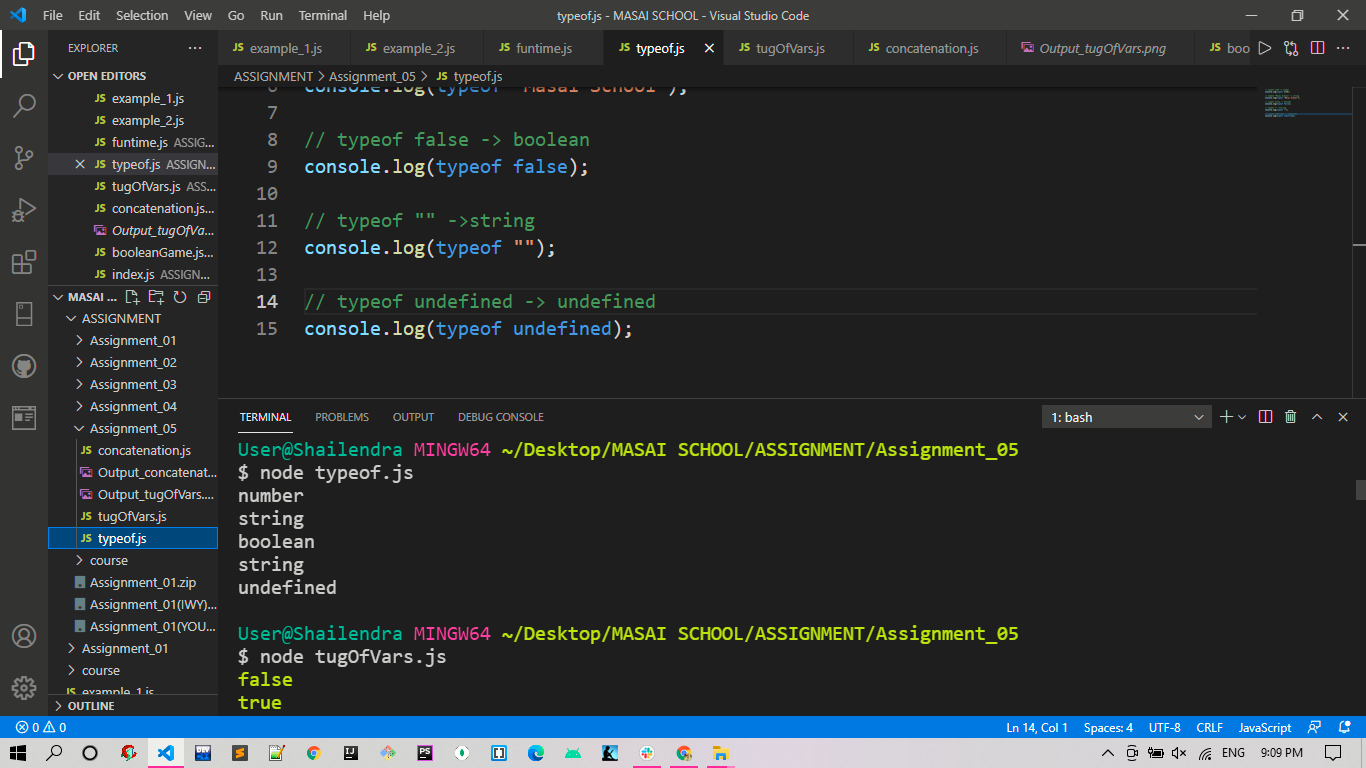 File Edit Selection View Go Run Terminal Help typeof.js - MASAI SCHOOL - Visual Studio Code
EXPLORER
OPEN EDITORS
JS example_1.js
JS example_2.js
JS funtime.js ASSIG...
JS typeof.js ASSIGN...
JS tugOfVars.js ASS...
JS concatenation.js...
Output_tugOfVa...
JS booleanGame.js...
JS index.js ASSIGN...
MASAI ...
ASSIGNMENT
Assignment_01
Assignment_02
Assignment_03
Assignment_04
Assignment_05
JS concatenation.js
Output_concatenat...
Output_tugOfVars....
JS tugOfVars.js
JS typeof.js
course
Assignment_01.zip
Assignment_01(IWY)...
Assignment_01(YOU...
Assignment_01
course
JS example_1.js
OUTLINE
JS example_1.js JS example_2.js JS funtime.js JS typeof.js JS tugOfVars.js JS concatenation.js Output_tugOfVars.png JS boo
ASSIGNMENT > Assignment_05 > JS typeof.js
6 console.log(typeof "Masai School");
7
8 // typeof false -> boolean
9 console.log(typeof false);
10
11 // typeof "" ->string
12 console.log(typeof "");
13
14 // typeof undefined -> undefined
15 console.log(typeof undefined);
TERMINAL PROBLEMS OUTPUT DEBUG CONSOLE 1: bash
User@Shailendra MINGW64 ~/Desktop/MASAI SCHOOL/ASSIGNMENT/Assignment_05
$ node typeof.js
number
string
boolean
string
undefined
User@Shailendra MINGW64 ~/Desktop/MASAI SCHOOL/ASSIGNMENT/Assignment_05
$ node tugOfVars.js
false
true
0 0 Ln 14, Col 1 Spaces: 4 UTF-8 CRLF JavaScript
ENG 9:09 PM